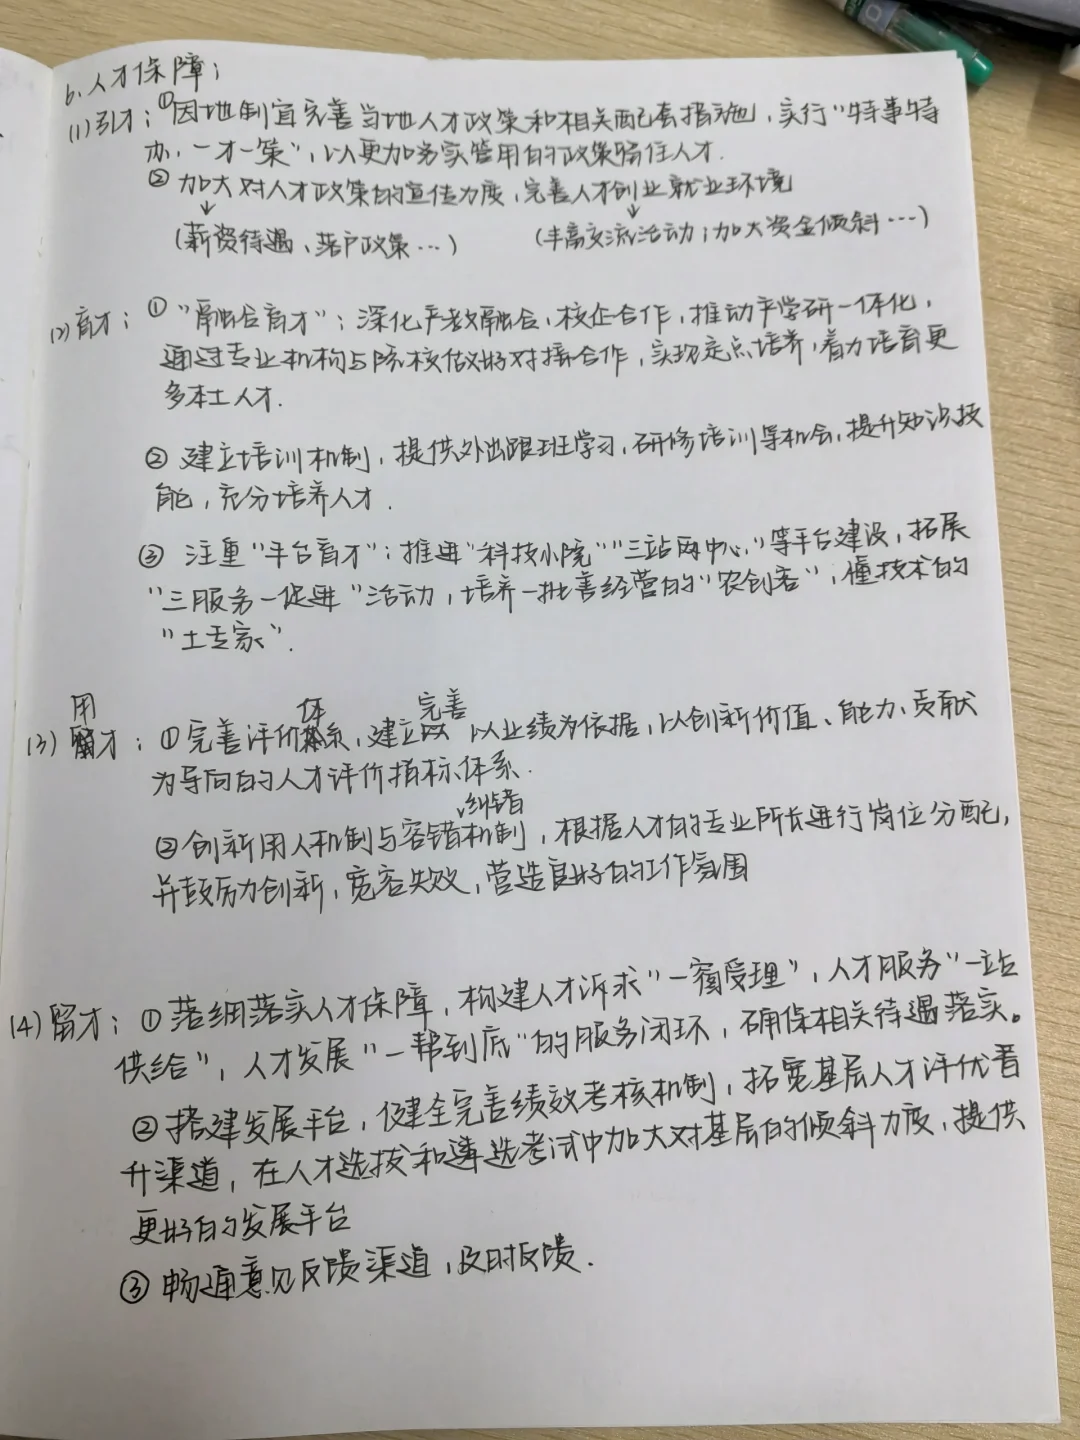 6.人才保障；
(1)引才：①因地制宜完善当地人才政策和相关配套措施，实行“特事特
办，一才一策”，以更加务实管用的政策留住人才.
② 加大对人才政策的宣传力度，完善人才创业就业环境
(薪资待遇、落户政策…) (丰富交流活动；加大资金倾斜…)
(2)育才：①“融合育才”：深化产教融合，校企合作，推动产学研一体化，
通过专业机构与院校做好对接合作，实现定点培养，着力培育更
多本土人才.
② 建立培训机制，提供外出跟班学习，研修培训等机会，提升知识技
能，充分培养人才.
③ 注重“平台育才”：推进“科技小院”“三站两中心”等平台建设，拓展
“三服务一促进”活动，培养一批善经营的“农创客”，懂技术的
“土专家”.
(3)用才：①完善评价体系，建立完善以业绩为依据，以创新价值、能力、贡献
为导向的人才评价指标体系.
②创新用人机制与容错、纠错机制，根据人才的专业所长进行岗位分配，
并鼓励创新，宽容失败，营造良好的工作氛围
(4)留才：①落细落实人才保障，构建人才诉求“一窗受理”，人才服务“一站
供给”，人才发展“一帮到底”的服务闭环，确保相关待遇落实。
②搭建发展平台，健全完善绩效考核机制，拓宽基层人才评优晋
升渠道，在人才选拔和遴选考试中加大对基层的倾斜力度，提供
更好的发展平台
③ 畅通意见反馈渠道，及时反馈.